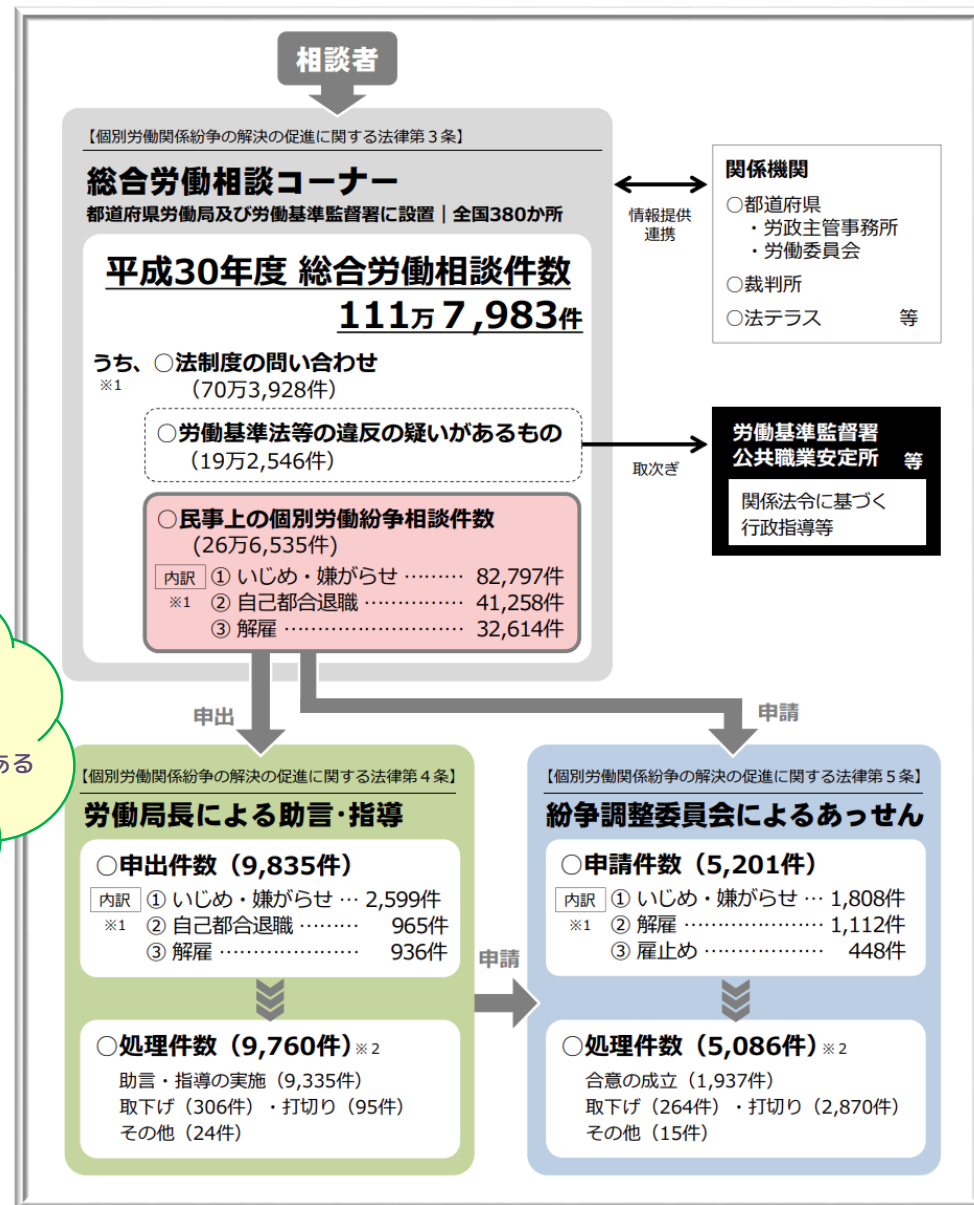 相談者
【個別労働関係紛争の解決の促進に関する法律第３条】
総合労働相談コーナー
都道府県労働局及び労働基準監督署に設置｜全国380か所
平成30年度 総合労働相談件数
111万 7,983件
うち、○法制度の問い合わせ
※1
（70万3,928件）
○労働基準法等の違反の疑いがあるもの
（19万2,546件）
○民事上の個別労働紛争相談件数
(26万6,535件)
内訳 ① いじめ・嫌がらせ ……… 82,797件
※1 ② 自己都合退職 …………… 41,258件
③ 解雇 ……………………… 32,614件
情報提供
連携
関係機関
○都道府県
・労政主管事務所
・労働委員会
○裁判所
○法テラス 等
取次ぎ
労働基準監督署
公共職業安定所 等
関係法令に基づく
行政指導等
ある
申出
申請
【個別労働関係紛争の解決の促進に関する法律第４条】
労働局長による助言･指導
○申出件数（9,835件）
内訳 ① いじめ・嫌がらせ … 2,599件
※1 ② 自己都合退職 ……… 965件
③ 解雇 ………………… 936件
○処理件数（9,760件）※２
助言・指導の実施（9,335件）
取下げ（306件）・打切り（95件）
その他（24件）
申請
【個別労働関係紛争の解決の促進に関する法律第５条】
紛争調整委員会によるあっせん
○申請件数（5,201件）
内訳 ① いじめ・嫌がらせ … 1,808件
※1 ② 解雇 ………………… 1,112件
③ 雇止め ……………… 448件
○処理件数（5,086件）※２
合意の成立（1,937件）
取下げ（264件）・打切り（2,870件）
その他（15件）